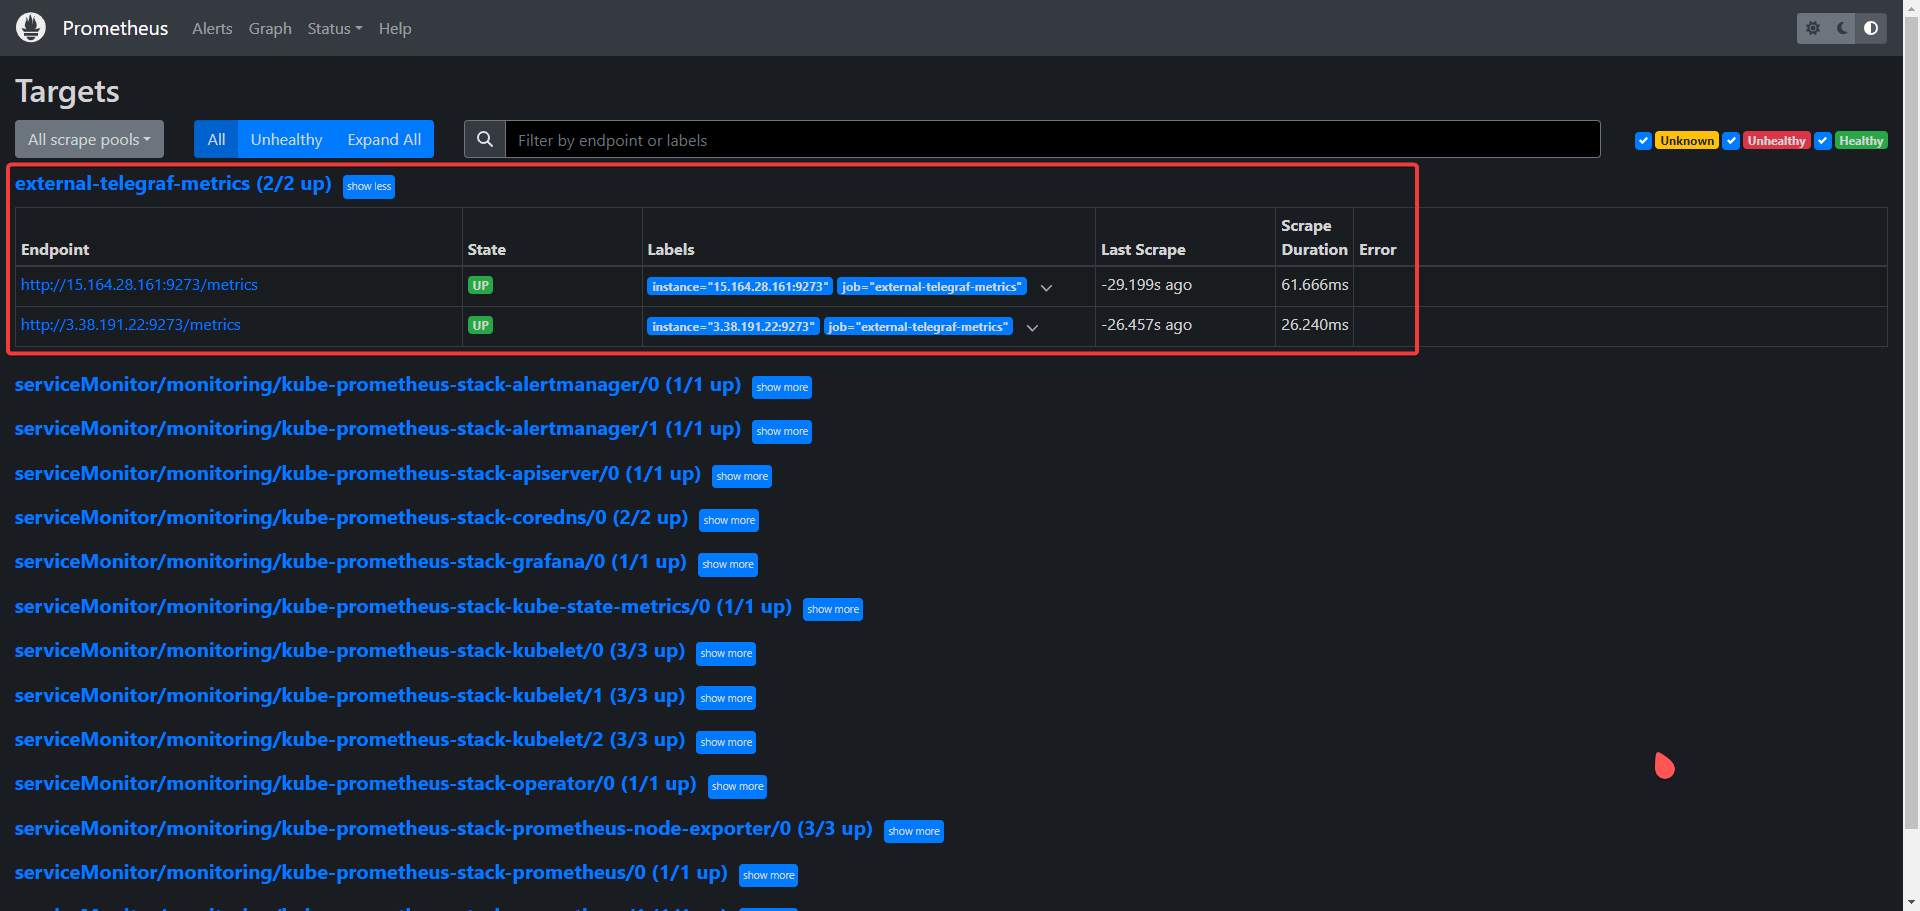 Prometheus Alerts Graph Status Help
Targets
All scrape pools All Unhealthy Expand All Filter by endpoint or labels Unknown Unhealthy Healthy
external-telegraf-metrics (2/2 up) show less
Endpoint State Labels Last Scrape Scrape Duration Error
http://15.164.28.161:9273/metrics UP instance="15.164.28.161:9273" job="external-telegraf-metrics" -29.199s ago 61.666ms
http://3.38.191.22:9273/metrics UP instance="3.38.191.22:9273" job="external-telegraf-metrics" -26.457s ago 26.240ms
serviceMonitor/monitoring/kube-prometheus-stack-alertmanager/0 (1/1 up) show more
serviceMonitor/monitoring/kube-prometheus-stack-alertmanager/1 (1/1 up) show more
serviceMonitor/monitoring/kube-prometheus-stack-apiserver/0 (1/1 up) show more
serviceMonitor/monitoring/kube-prometheus-stack-coredns/0 (2/2 up) show more
serviceMonitor/monitoring/kube-prometheus-stack-grafana/0 (1/1 up) show more
serviceMonitor/monitoring/kube-prometheus-stack-kube-state-metrics/0 (1/1 up) show more
serviceMonitor/monitoring/kube-prometheus-stack-kubelet/0 (3/3 up) show more
serviceMonitor/monitoring/kube-prometheus-stack-kubelet/1 (3/3 up) show more
serviceMonitor/monitoring/kube-prometheus-stack-kubelet/2 (3/3 up) show more
serviceMonitor/monitoring/kube-prometheus-stack-operator/0 (1/1 up) show more
serviceMonitor/monitoring/kube-prometheus-stack-prometheus-node-exporter/0 (3/3 up) show more
serviceMonitor/monitoring/kube-prometheus-stack-prometheus/0 (1/1 up) show more